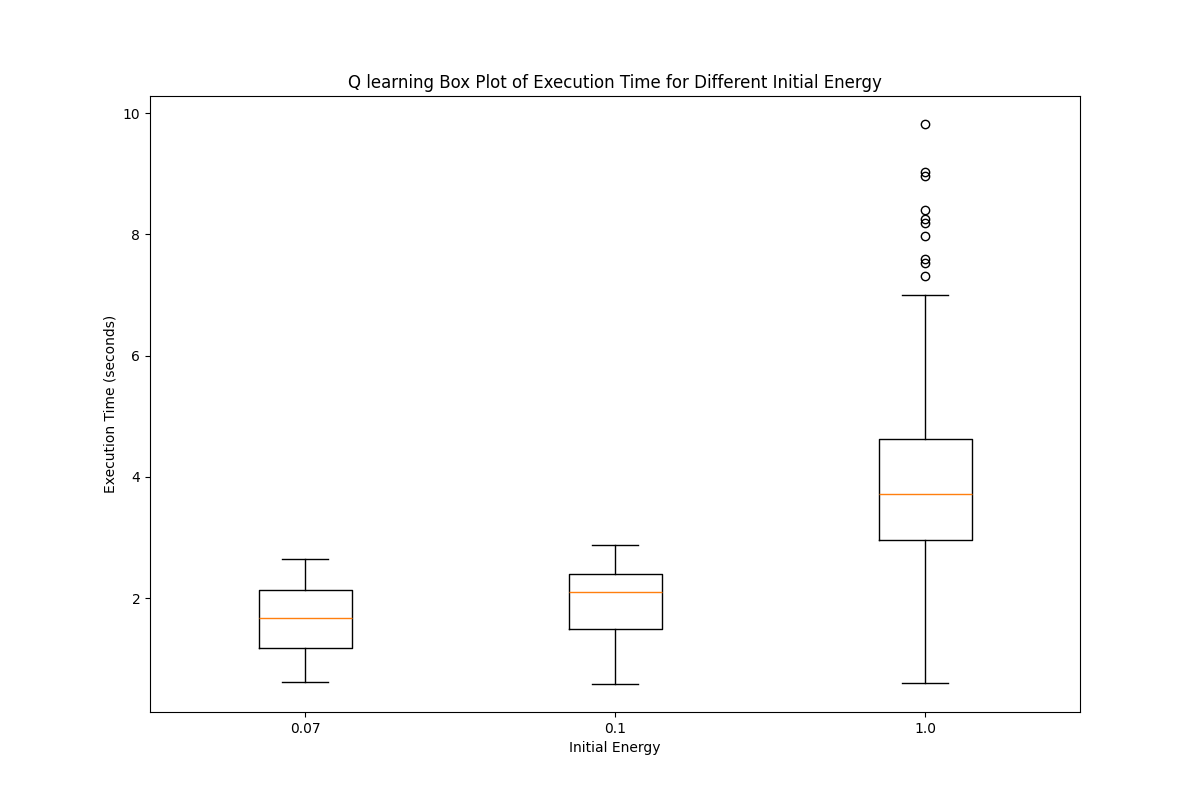 Q learning Box Plot of Execution Time for Different Initial Energy
10
8
6
4
2
Execution Time (seconds)
0.07 0.1 1.0
Initial Energy